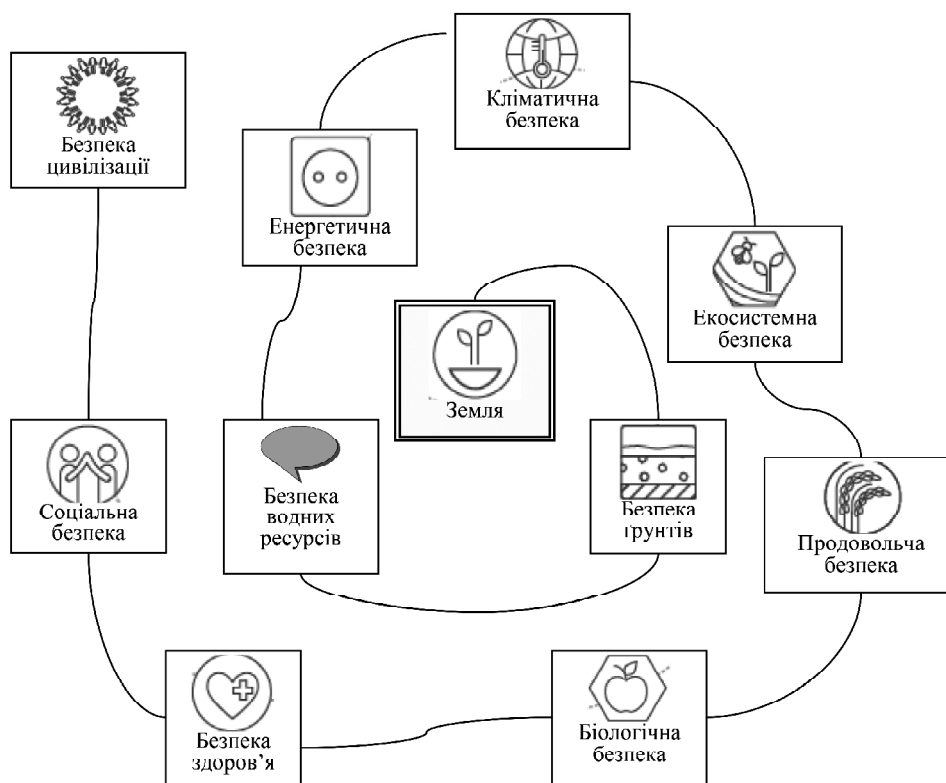 Кліматична
безпека
Безпека
цивілізації
Енергетична
безпека
Екосистемна
безпека
Земля
Соціальна
безпека
Безпека
водних
ресурсів
Безпека
ґрунтів
Продовольча
безпека
Безпека
здоров’я
Біологічна
безпека